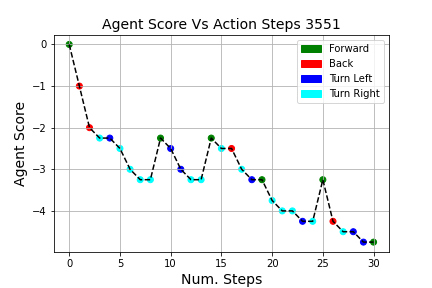 Agent Score Vs Action Steps 3551
Forward
Back
Turn Left
Turn Right
0
−1
−2
−3
−4
Agent Score
0 5 10 15 20 25 30
Num. Steps